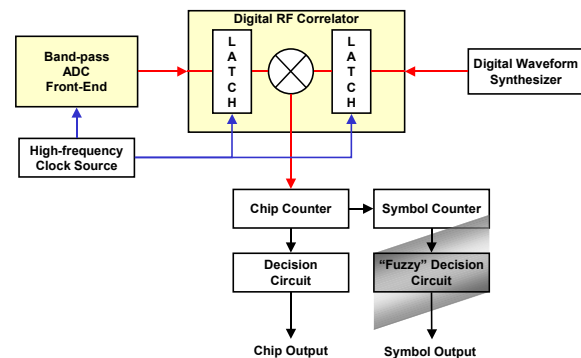 Digital RF Correlator
Band-pass
ADC
Front-End
L
A
T
C
H
L
A
T
C
H
Digital Waveform
Synthesizer
High-frequency
Clock Source
Chip Counter
Symbol Counter
Decision
Circuit
“Fuzzy” Decision
Circuit
Chip Output
Symbol Output